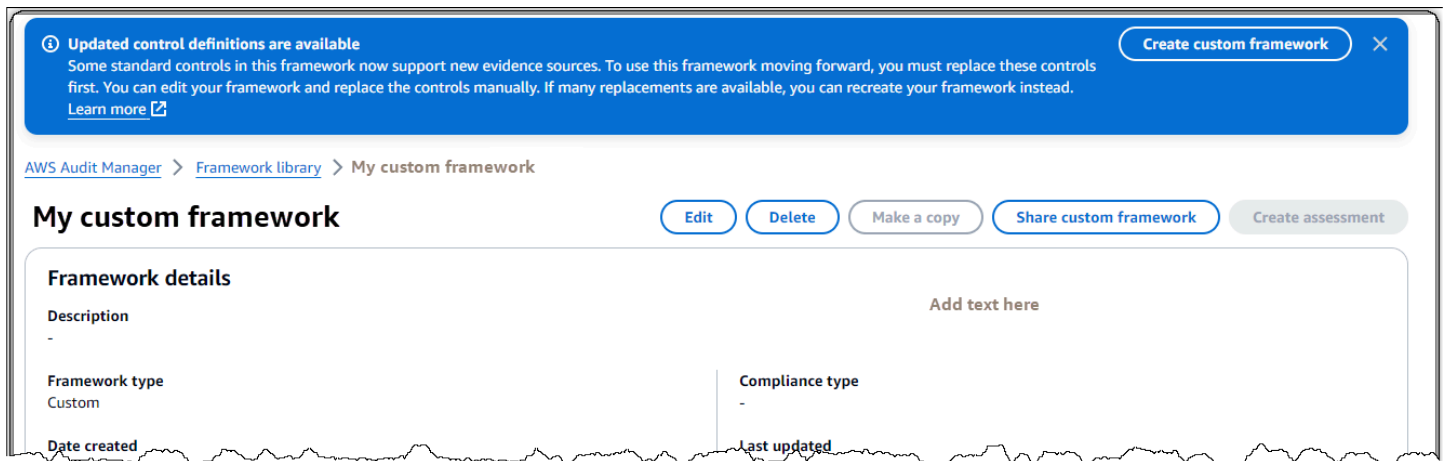 Updated control definitions are available
Create custom framework
Some standard controls in this framework now support new evidence sources. To use this framework moving forward, you must replace these controls
first. You can edit your framework and replace the controls manually. If many replacements are available, you can recreate your framework instead.
Learn more
AWS Audit Manager > Framework library > My custom framework
My custom framework
Edit
Delete
Make a copy
Share custom framework
Create assessment
Framework details
Add text here
Description
-
Framework type
Compliance type
Custom
-
Date created
Last updated